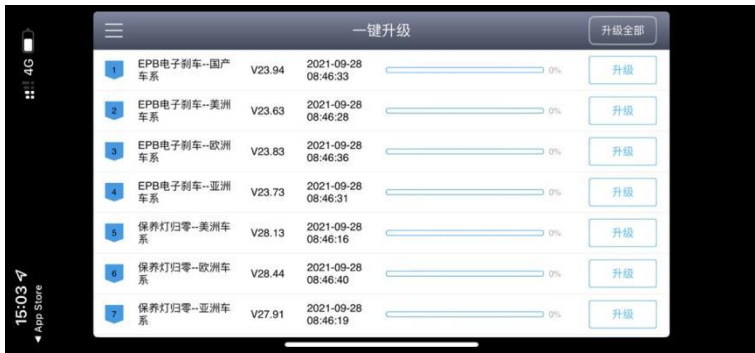 4G
15:03
◀ App Store
一键升级
升级全部
1
EPB电子刹车--国产
车系
V23.94
2021-09-28
08:46:33
0%
升级
2
EPB电子刹车--美洲
车系
V23.63
2021-09-28
08:46:28
0%
升级
3
EPB电子刹车--欧洲
车系
V23.83
2021-09-28
08:46:36
0%
升级
4
EPB电子刹车--亚洲
车系
V23.73
2021-09-28
08:46:31
0%
升级
5
保养灯归零--美洲车
系
V28.13
2021-09-28
08:46:16
0%
升级
6
保养灯归零--欧洲车
系
V28.44
2021-09-28
08:46:40
0%
升级
7
保养灯归零--亚洲车
系
V27.91
2021-09-28
08:46:19
0%
升级